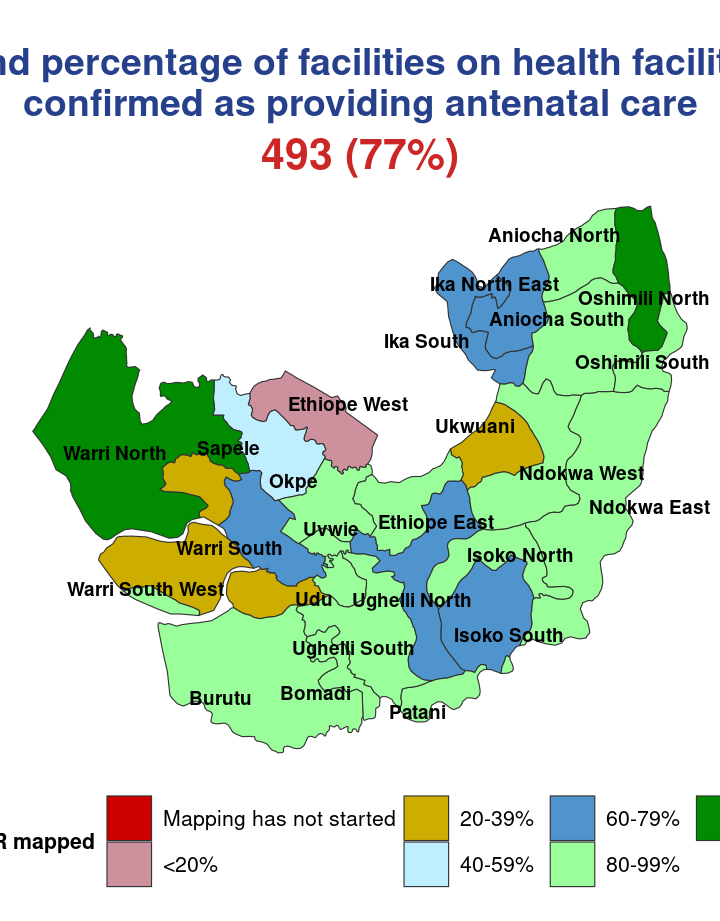 percentage of facilities on health
confirmed as providing antenatal care
493 (77%)
Aniocha North
Ika North East
Oshimili North
Aniocha South
Ika South
Oshimili South
Ethiope West
Ukwuani
Sapele
Warri North
Ndokwa West
Okpe
Ndokwa East
Ethiope East
Uvwie
Warri South
Isoko North
Warri South West
Udu
Ughelli North
Isoko South
Ughelli South
Bomadi
Burutu
Patani
Mapping has not started
20-39%
60-79%
mapped
<20%
40-59%
80-99%